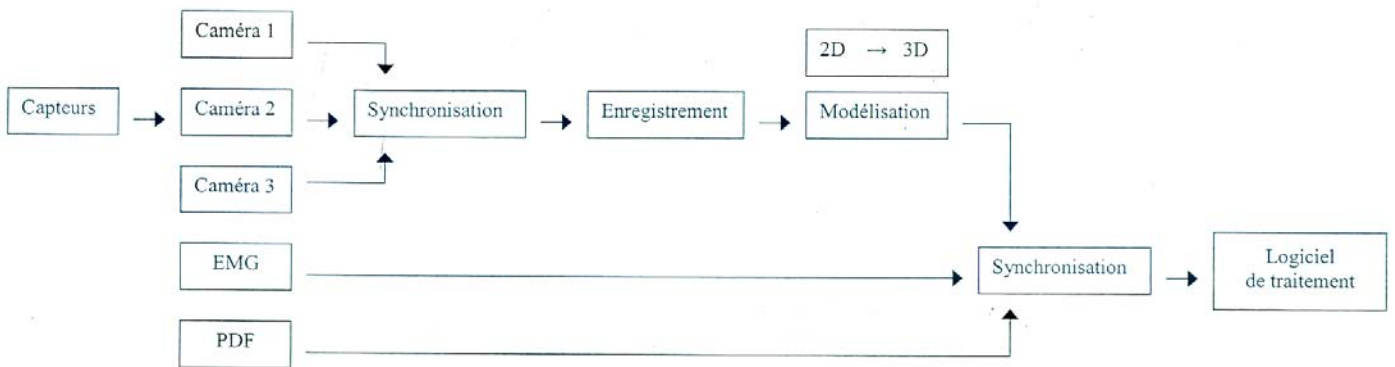 Caméra 1
2D → 3D
Capteurs
Caméra 2
Synchronisation
Enregistrement
Modélisation
Caméra 3
EMG
Synchronisation
Logiciel
de traitement
PDF